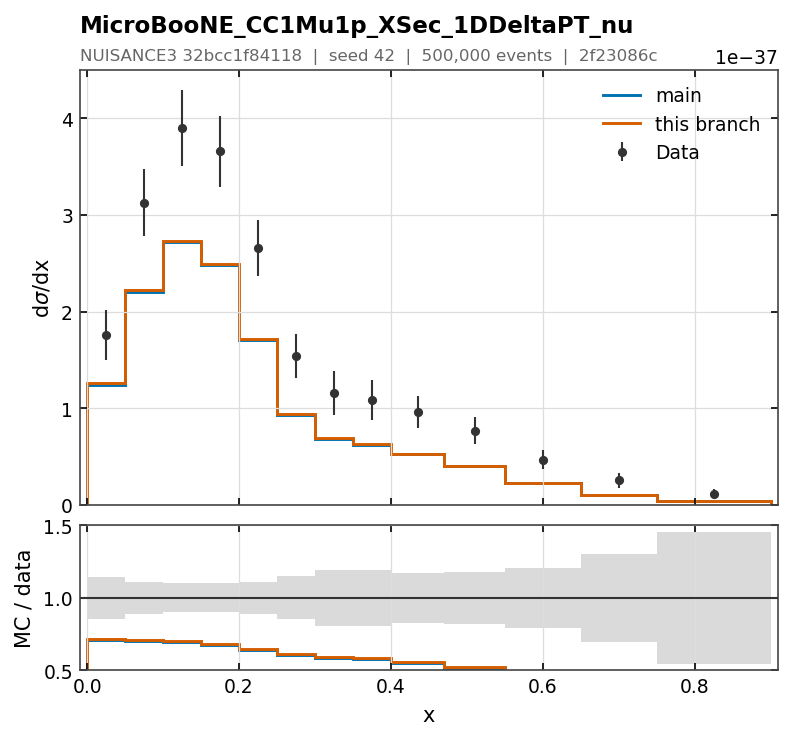 MicroBooNE_CC1Mu1p_XSec_1DDeltaPT_nu
NUISANCE3 32bcc1f84118 | seed 42 | 500,000 events | 2f23086c
1e−37
main
this branch
Data
dσ/dx
4
3
2
1
0
MC / data
1.5
1.0
0.5
0.0 0.2 0.4 0.6 0.8
x